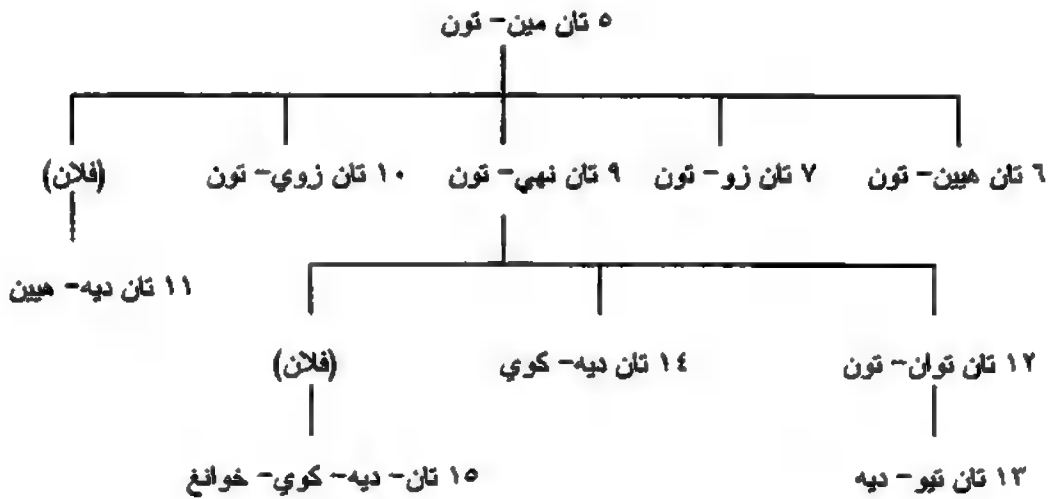 ٥ تان مين- تون
٦ تان هيين- تون
٧ تان زو- تون
٩ تان نهي- تون
١٠ تان زوي- تون
(فلان)
١١ تان ديه- هيين
١٢ تان توان- تون
١٤ تان ديه- كوي
(فلان)
١٣ تان تيو- ديه
١٥ تان- ديه- كوي- خوانغ